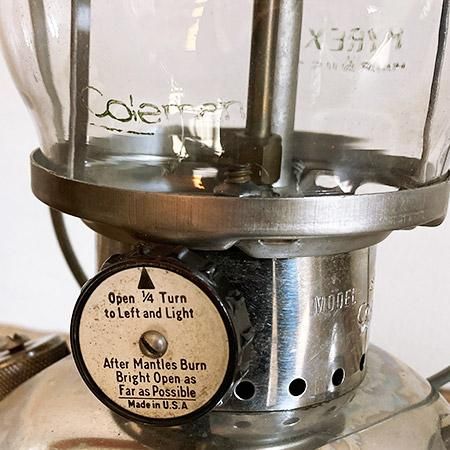 Coleman
PYREX
Open 1/4 Turn
to Left and Light
After Mantles Burn
Bright Open as
Far as Possible
Made in U.S.A
MODEL